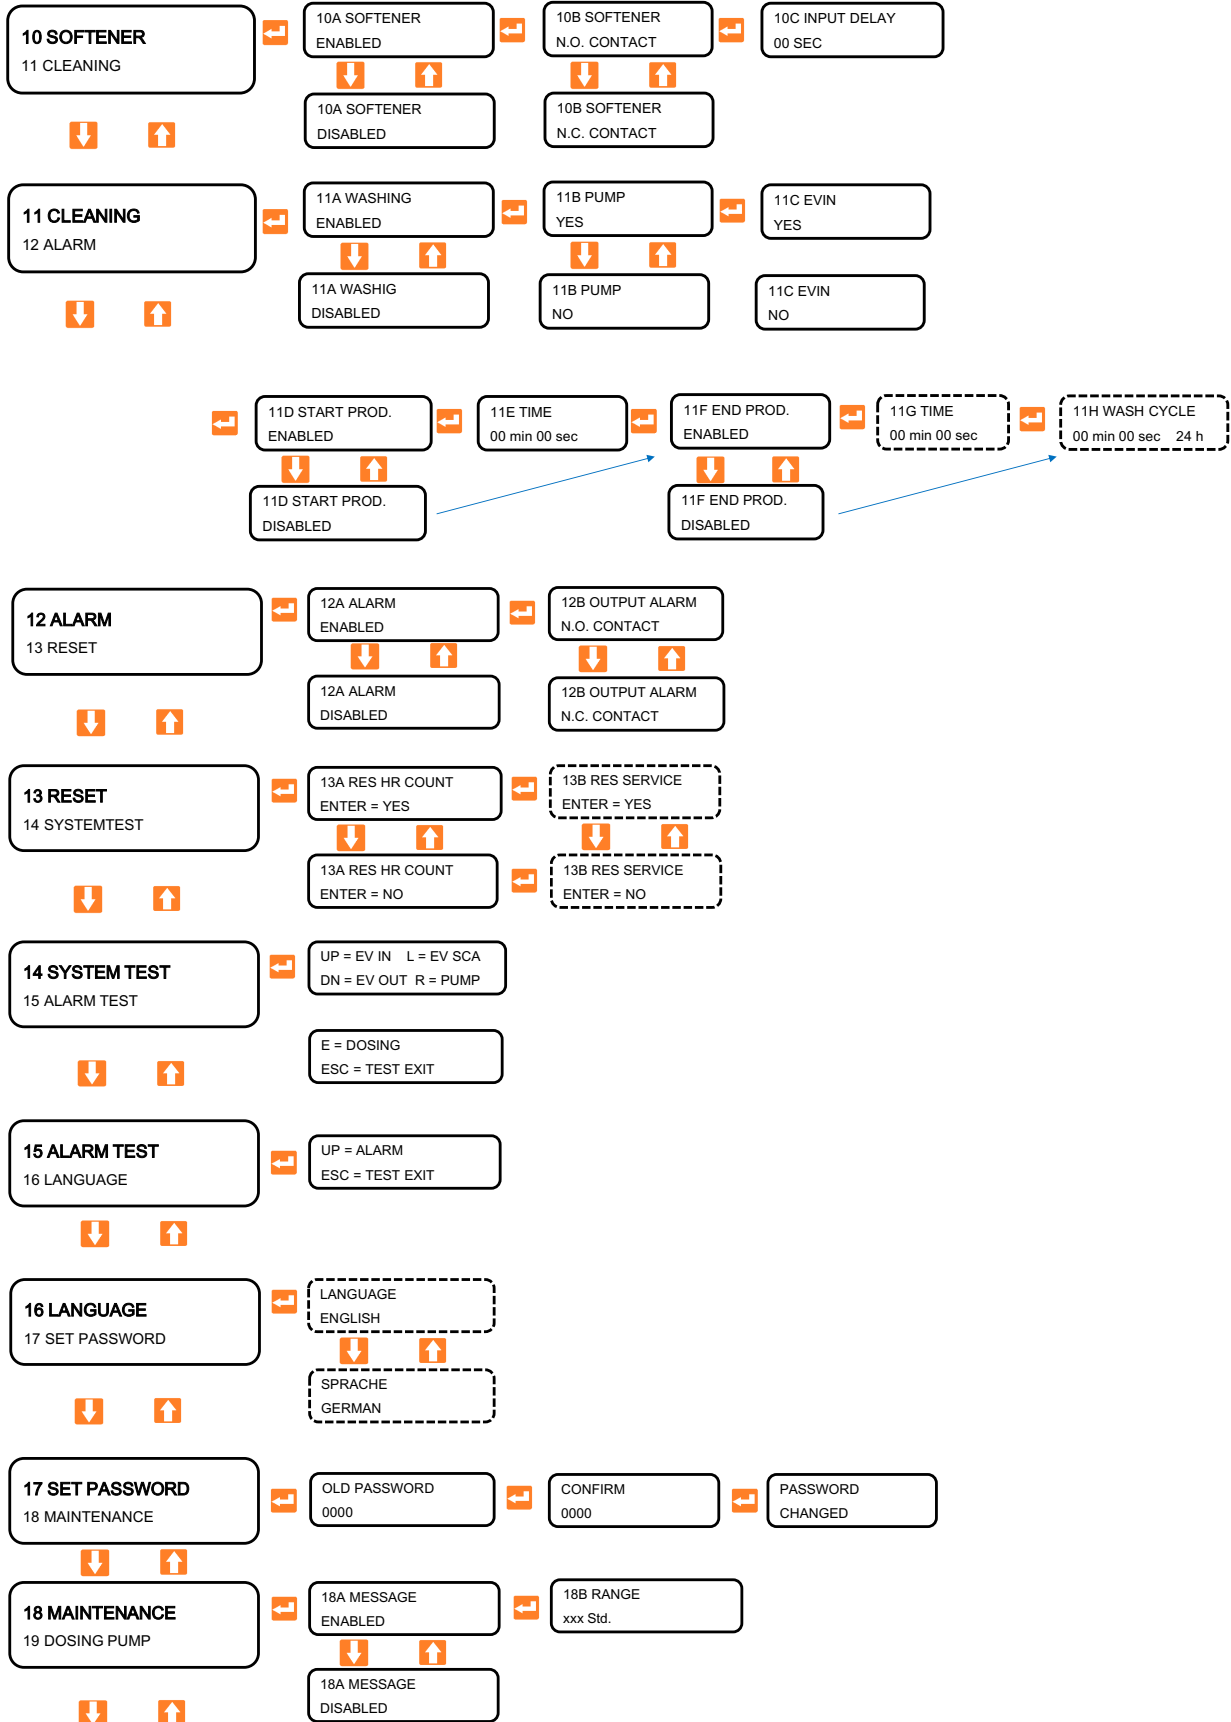 10 SOFTENER
11 CLEANING
10A SOFTENER
ENABLED
10B SOFTENER
N.O. CONTACT
10C INPUT DELAY
00 SEC
10A SOFTENER
DISABLED
10B SOFTENER
N.C. CONTACT
11 CLEANING
12 ALARM
11A WASHING
ENABLED
11B PUMP
YES
11C EVIN
YES
11A WASHIG
DISABLED
11B PUMP
NO
11C EVIN
NO
11D START PROD.
ENABLED
11E TIME
00 min 00 sec
11F END PROD.
ENABLED
11G TIME
00 min 00 sec
11H WASH CYCLE
00 min 00 sec 24 h
11D START PROD.
DISABLED
11F END PROD.
DISABLED
12 ALARM
13 RESET
12A ALARM
ENABLED
12B OUTPUT ALARM
N.O. CONTACT
12A ALARM
DISABLED
12B OUTPUT ALARM
N.C. CONTACT
13 RESET
14 SYSTEMTEST
13A RES HR COUNT
ENTER = YES
13B RES SERVICE
ENTER = YES
13A RES HR COUNT
ENTER = NO
13B RES SERVICE
ENTER = NO
14 SYSTEM TEST
15 ALARM TEST
UP = EV IN L = EV SCA
DN = EV OUT R = PUMP
E = DOSING
ESC = TEST EXIT
15 ALARM TEST
16 LANGUAGE
UP = ALARM
ESC = TEST EXIT
16 LANGUAGE
17 SET PASSWORD
LANGUAGE
ENGLISH
SPRACHE
GERMAN
17 SET PASSWORD
18 MAINTENANCE
OLD PASSWORD
0000
CONFIRM
0000
PASSWORD
CHANGED
18 MAINTENANCE
19 DOSING PUMP
18A MESSAGE
ENABLED
18B RANGE
xxx Std.
18A MESSAGE
DISABLED